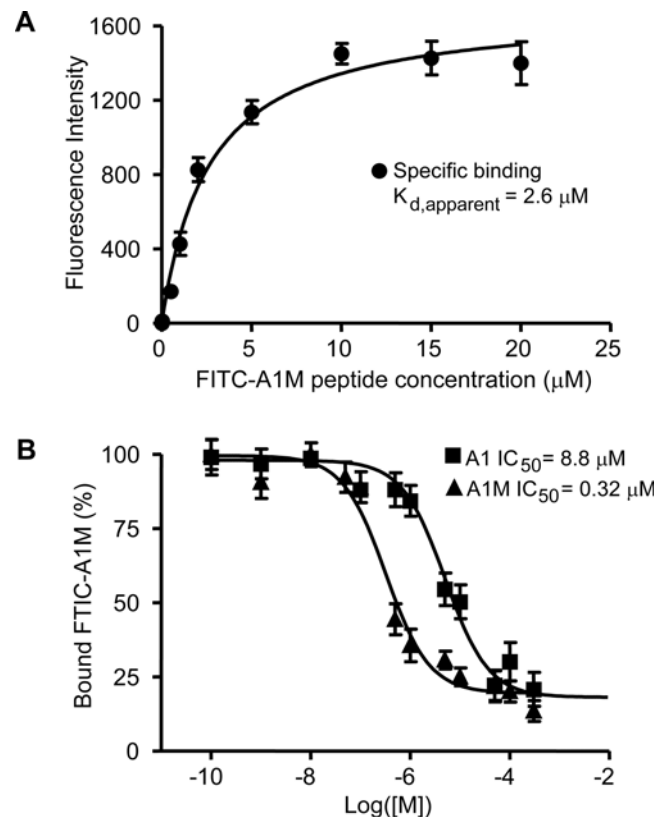 A
1600
1200
800
400
0
Fluorescence Intensity
Specific binding
Kd,apparent = 2.6 μM
0 5 10 15 20 25
FITC-A1M peptide concentration (μM)
B
100
75
50
25
0
Bound FTIC-A1M (%)
A1 IC50= 8.8 μM
A1M IC50= 0.32 μM
-10 -8 -6 -4 -2
Log([M])